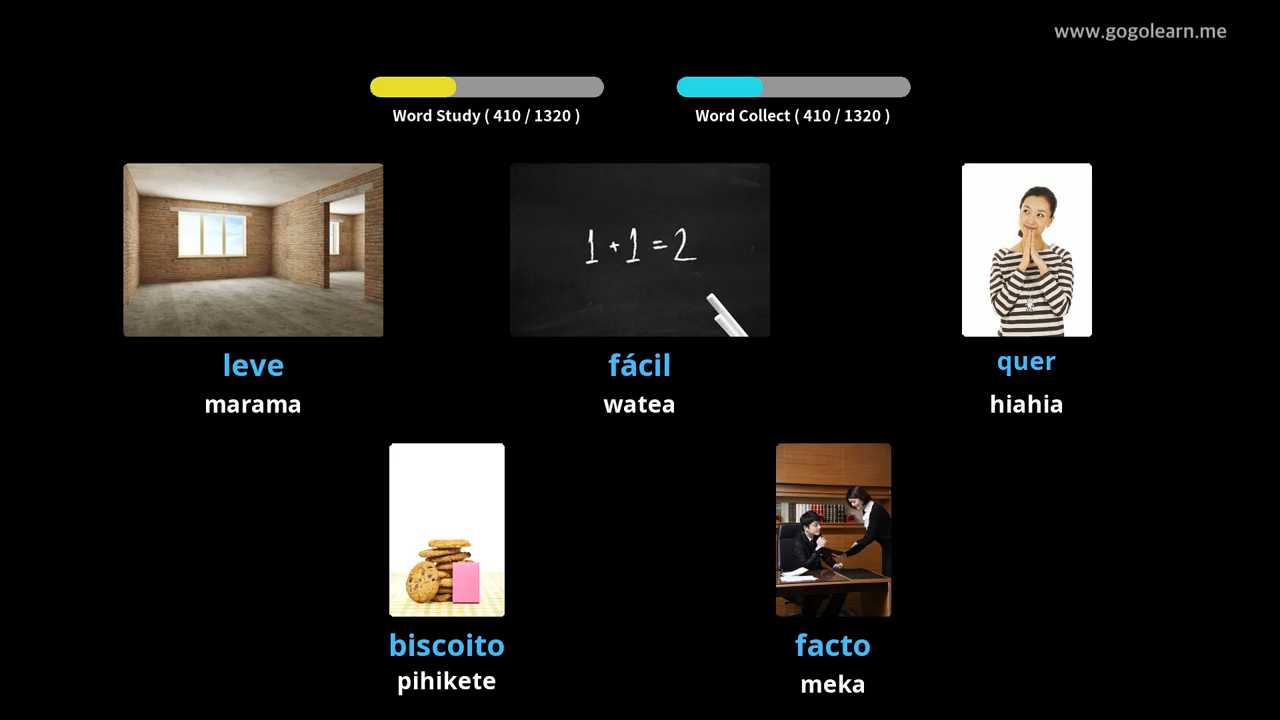 www.gogolearn.me
Word Study ( 410 / 1320 )
Word Collect ( 410 / 1320 )
1 + 1 = 2
leve
marama
fácil
watea
quer
hiahia
biscoito
pihikete
facto
meka